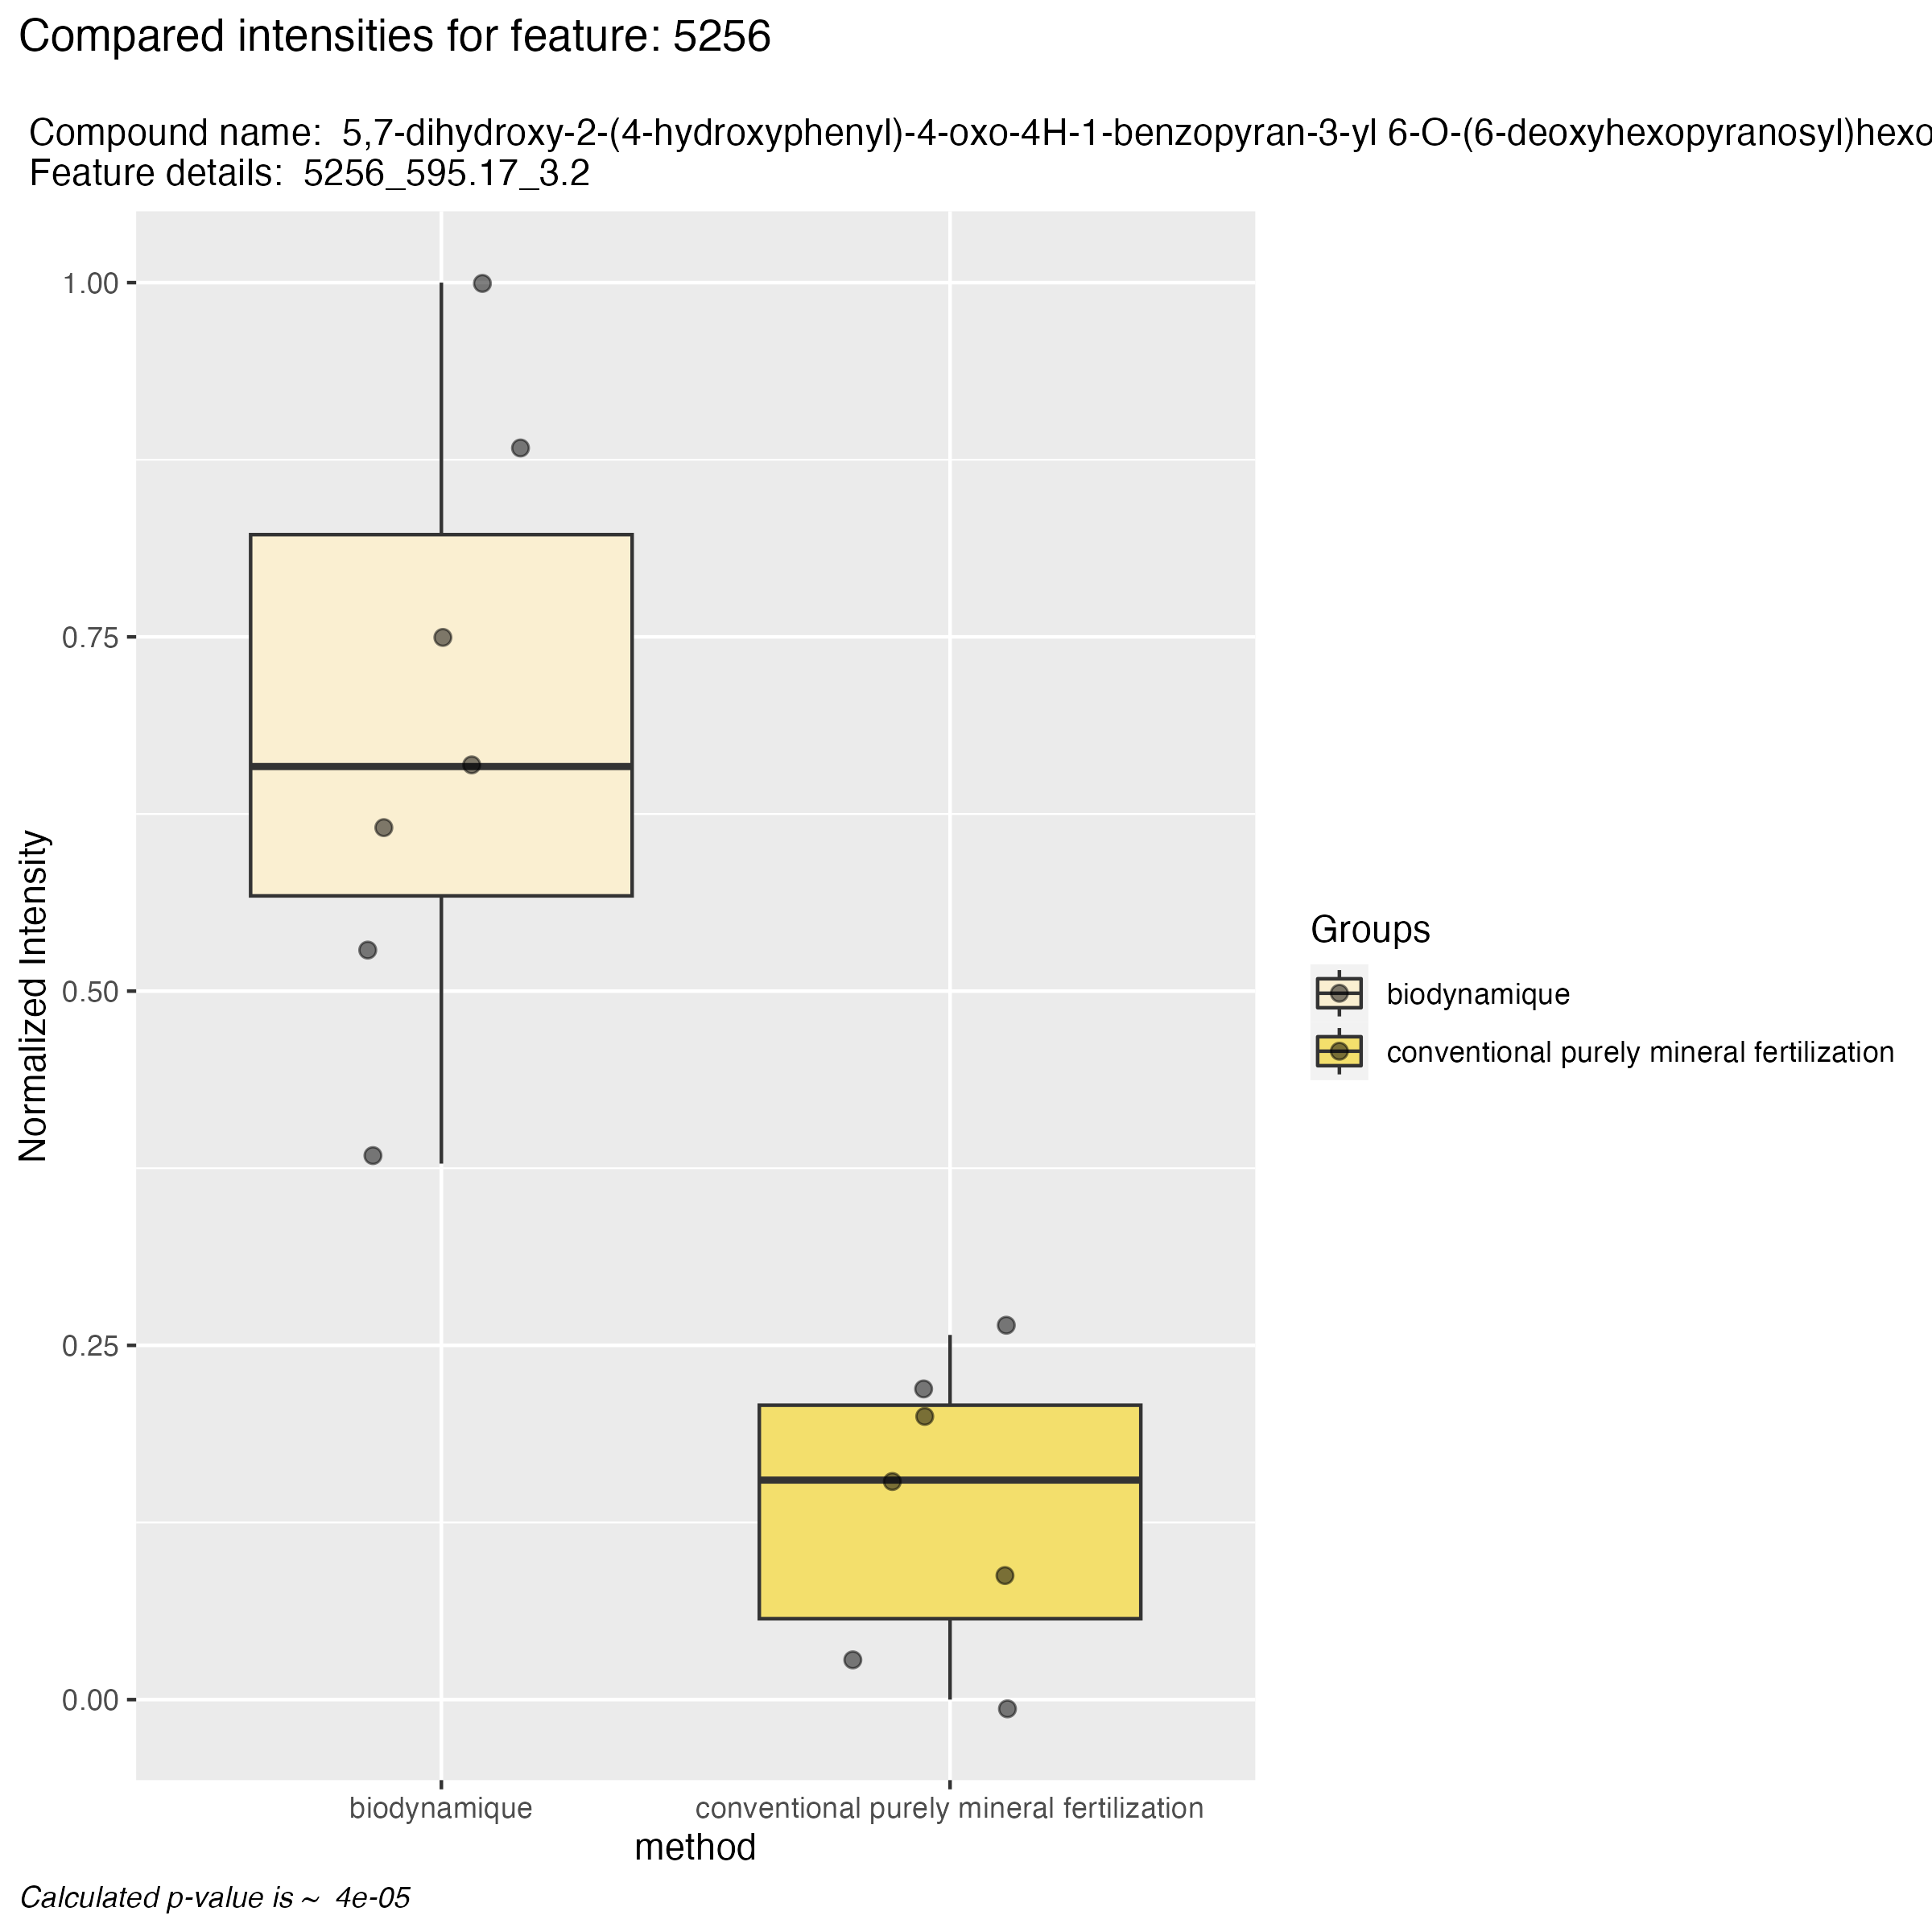 Compared intensities for feature: 5256
Compound name:  5,7-dihydroxy-2-(4-hydroxyphenyl)-4-oxo-4H-1-benzopyran-3-yl 6-O-(6-deoxyhexopyranosyl)hexo
Feature details:  5256_595.17_3.2
1.00
0.75
0.50
0.25
0.00
Normalized Intensity
biodynamique
conventional purely mineral fertilization
method
Groups
biodynamique
conventional purely mineral fertilization
Calculated p-value is ~  4e-05